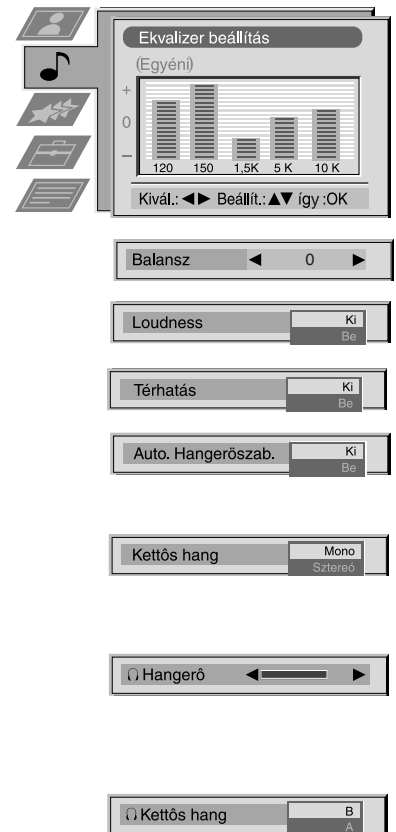 Ekvalizer beállítás
(Egyéni)
+
0
−
120 150 1,5K 5 K 10 K
Kivál.: ◀▶ Beállít.: ▲▼ így :OK
Balansz ◀ 0 ▶
Loudness Ki
Be
Térhatás Ki
Be
Auto. Hangerõszab. Ki
Be
Kettôs hang Mono
Sztereó
Hangerô ◀ ▶
Kettôs hang B
A